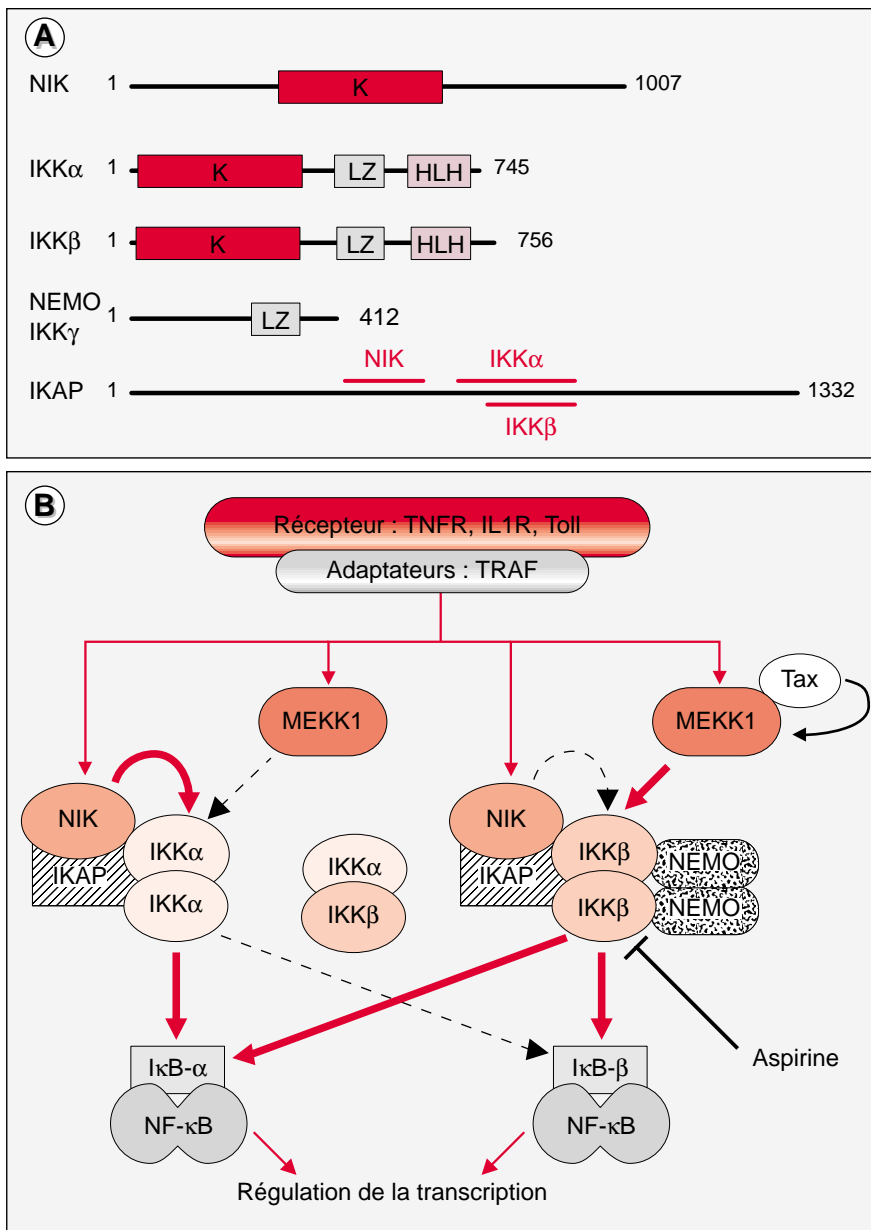 A
NIK 1 K 1007
IKKα 1 K LZ HLH 745
IKKβ 1 K LZ HLH 756
NEMO
IKKγ 1 LZ 412
NIK IKKα
IKAP 1 1332
IKKβ
B
Récepteur : TNFR, IL1R, Toll
Adaptateurs : TRAF
Tax
MEKK1 MEKK1
NIK NIK
IKKα IKKβ
IKAP IKKα IKAP NEMO
IKKα IKKβ IKKβ NEMO
Aspirine
IκB-α IκB-β
NF-κB NF-κB
Régulation de la transcription